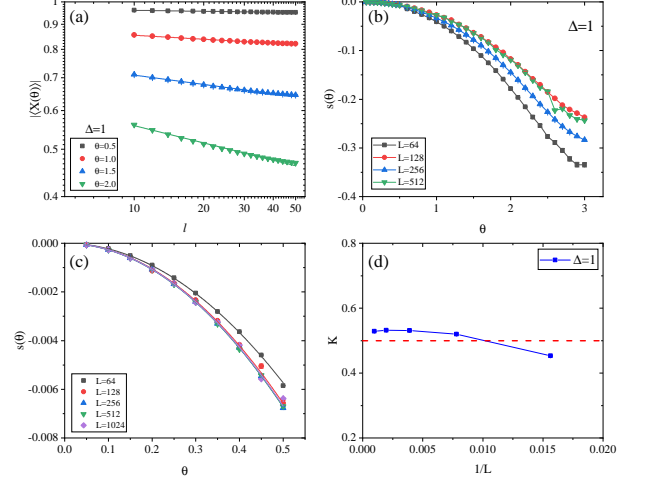 (a)
|⟨X(θ)⟩|
1
0.9
0.8
0.7
0.6
0.5
0.4
Δ=1
θ=0.5
θ=1.0
θ=1.5
θ=2.0
10
20
30
40
50
l
(b)
Δ=1
s(θ)
0.0
-0.1
-0.2
-0.3
-0.4
L=64
L=128
L=256
L=512
0
1
2
3
θ
(c)
s(θ)
0.000
-0.002
-0.004
-0.006
-0.008
L=64
L=128
L=256
L=512
L=1024
0.0
0.1
0.2
0.3
0.4
0.5
θ
(d)
Δ=1
K
0.8
0.6
0.4
0.2
0.000
0.005
0.010
0.015
0.020
1/L